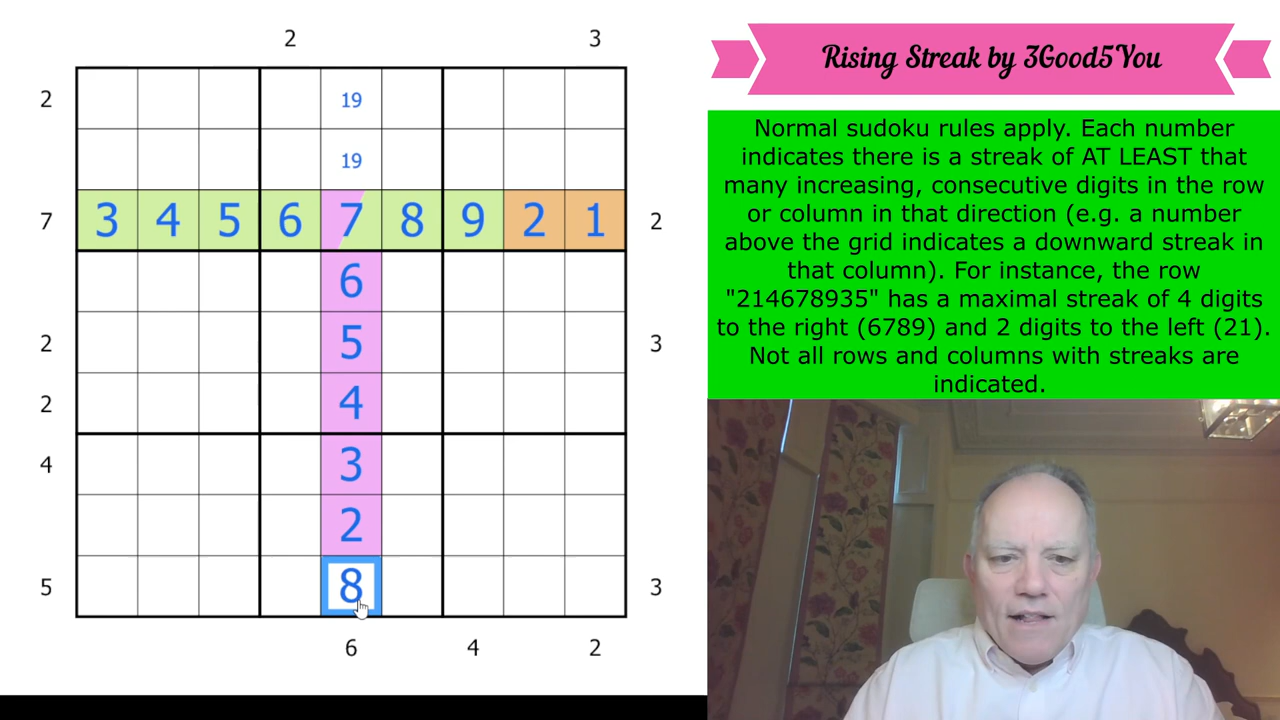 2 3
2 19
19
7 3 4 5 6 7 8 9 2 1 2
6
2 5 3
2 4
4 3
2
5 8 3
6 4 2
Rising Streak by 3Good5You
Normal sudoku rules apply. Each number
indicates there is a streak of AT LEAST that
many increasing, consecutive digits in the row
or column in that direction (e.g. a number
above the grid indicates a downward streak in
that column). For instance, the row
"214678935" has a maximal streak of 4 digits
to the right (6789) and 2 digits to the left (21).
Not all rows and columns with streaks are
indicated.